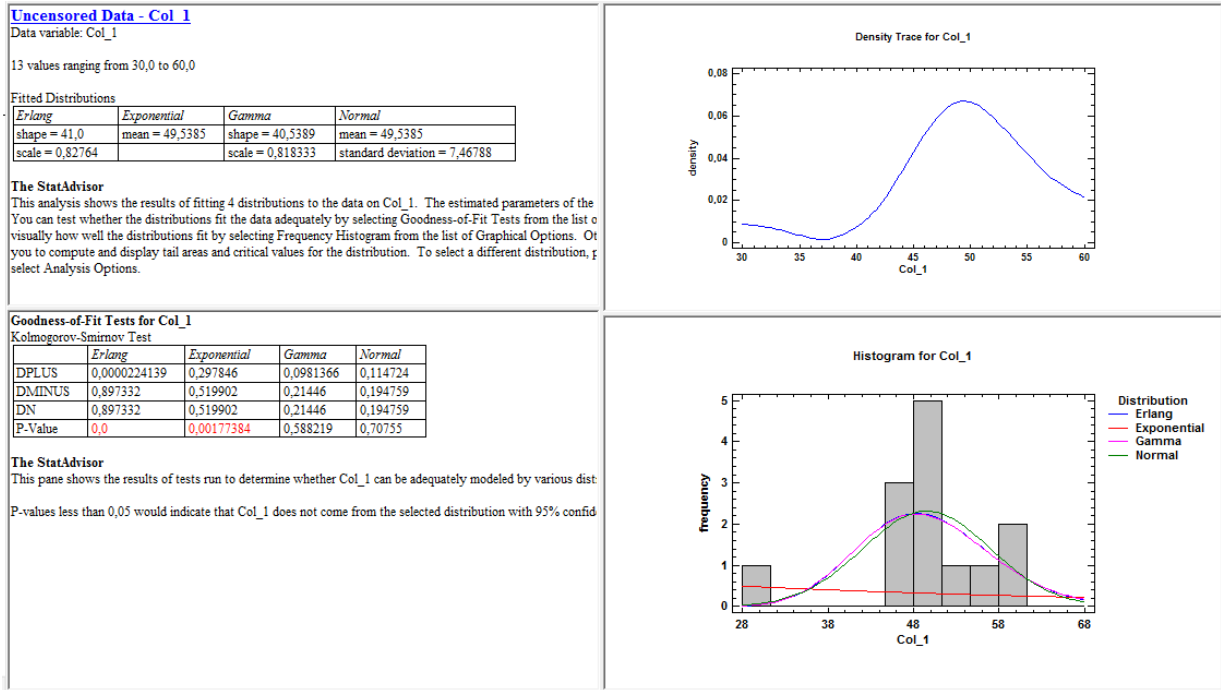 Uncensored Data - Col_1
Data variable: Col_1
13 values ranging from 30,0 to 60,0
Fitted Distributions
Erlang Exponential Gamma Normal
shape = 41,0 mean = 49,5385 shape = 40,5389 mean = 49,5385
scale = 0,82764 scale = 0,818333 standard deviation = 7,46788
The StatAdvisor
This analysis shows the results of fitting 4 distributions to the data on Col_1. The estimated parameters of the
You can test whether the distributions fit the data adequately by selecting Goodness-of-Fit Tests from the list o
visually how well the distributions fit by selecting Frequency Histogram from the list of Graphical Options. Ot
you to compute and display tail areas and critical values for the distribution. To select a different distribution, p
select Analysis Options.
Density Trace for Col_1
density
0,08
0,06
0,04
0,02
0
30 35 40 45 50 55 60
Col_1
Goodness-of-Fit Tests for Col_1
Kolmogorov-Smirnov Test
Erlang Exponential Gamma Normal
DPLUS 0,0000224139 0,297846 0,0981366 0,114724
DMINUS 0,897332 0,519902 0,21446 0,194759
DN 0,897332 0,519902 0,21446 0,194759
P-Value 0,0 0,00177384 0,588219 0,70755
The StatAdvisor
This pane shows the results of tests run to determine whether Col_1 can be adequately modeled by various dist
P-values less than 0,05 would indicate that Col_1 does not come from the selected distribution with 95% confid
Histogram for Col_1
frequency
5
4
3
2
1
0
28 38 48 58 68
Col_1
Distribution
Erlang
Exponential
Gamma
Normal